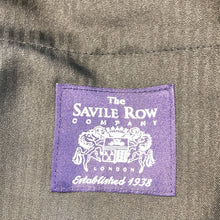 The
SAVILE ROW
COMPANY
LONDON
Established 1938